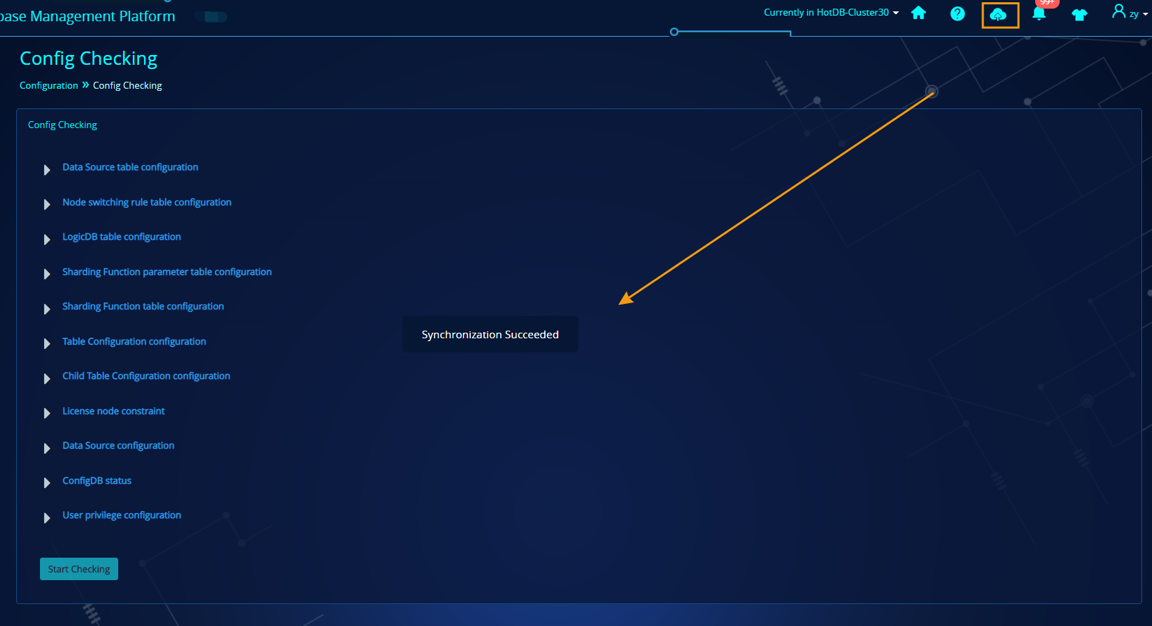 base Management Platform
Currently in HotDB-Cluster30
99+
zy
Config Checking
Configuration » Config Checking
Config Checking
Data Source table configuration
Node switching rule table configuration
LogicDB table configuration
Sharding Function parameter table configuration
Sharding Function table configuration
Synchronization Succeeded
Table Configuration configuration
Child Table Configuration configuration
License node constraint
Data Source configuration
ConfigDB status
User privilege configuration
Start Checking